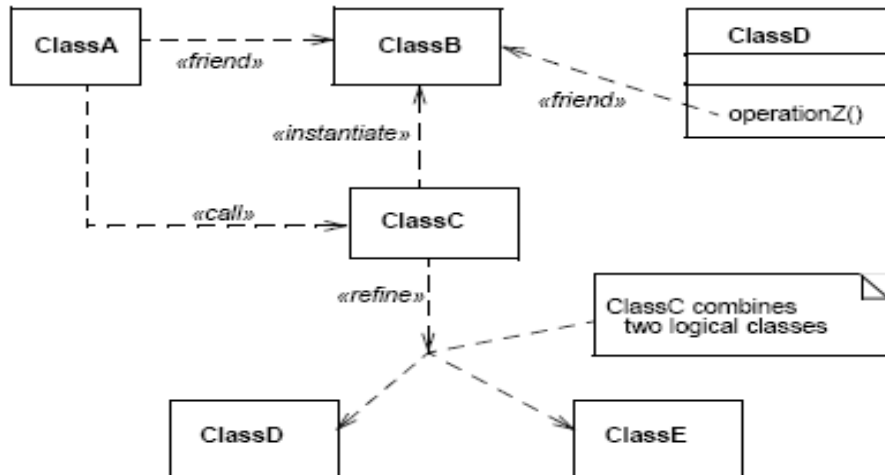 ClassA
«friend»
ClassB
ClassD
operationZ()
«friend»
«instantiate»
«call»
ClassC
«refine»
ClassC combines
two logical classes
ClassD
ClassE